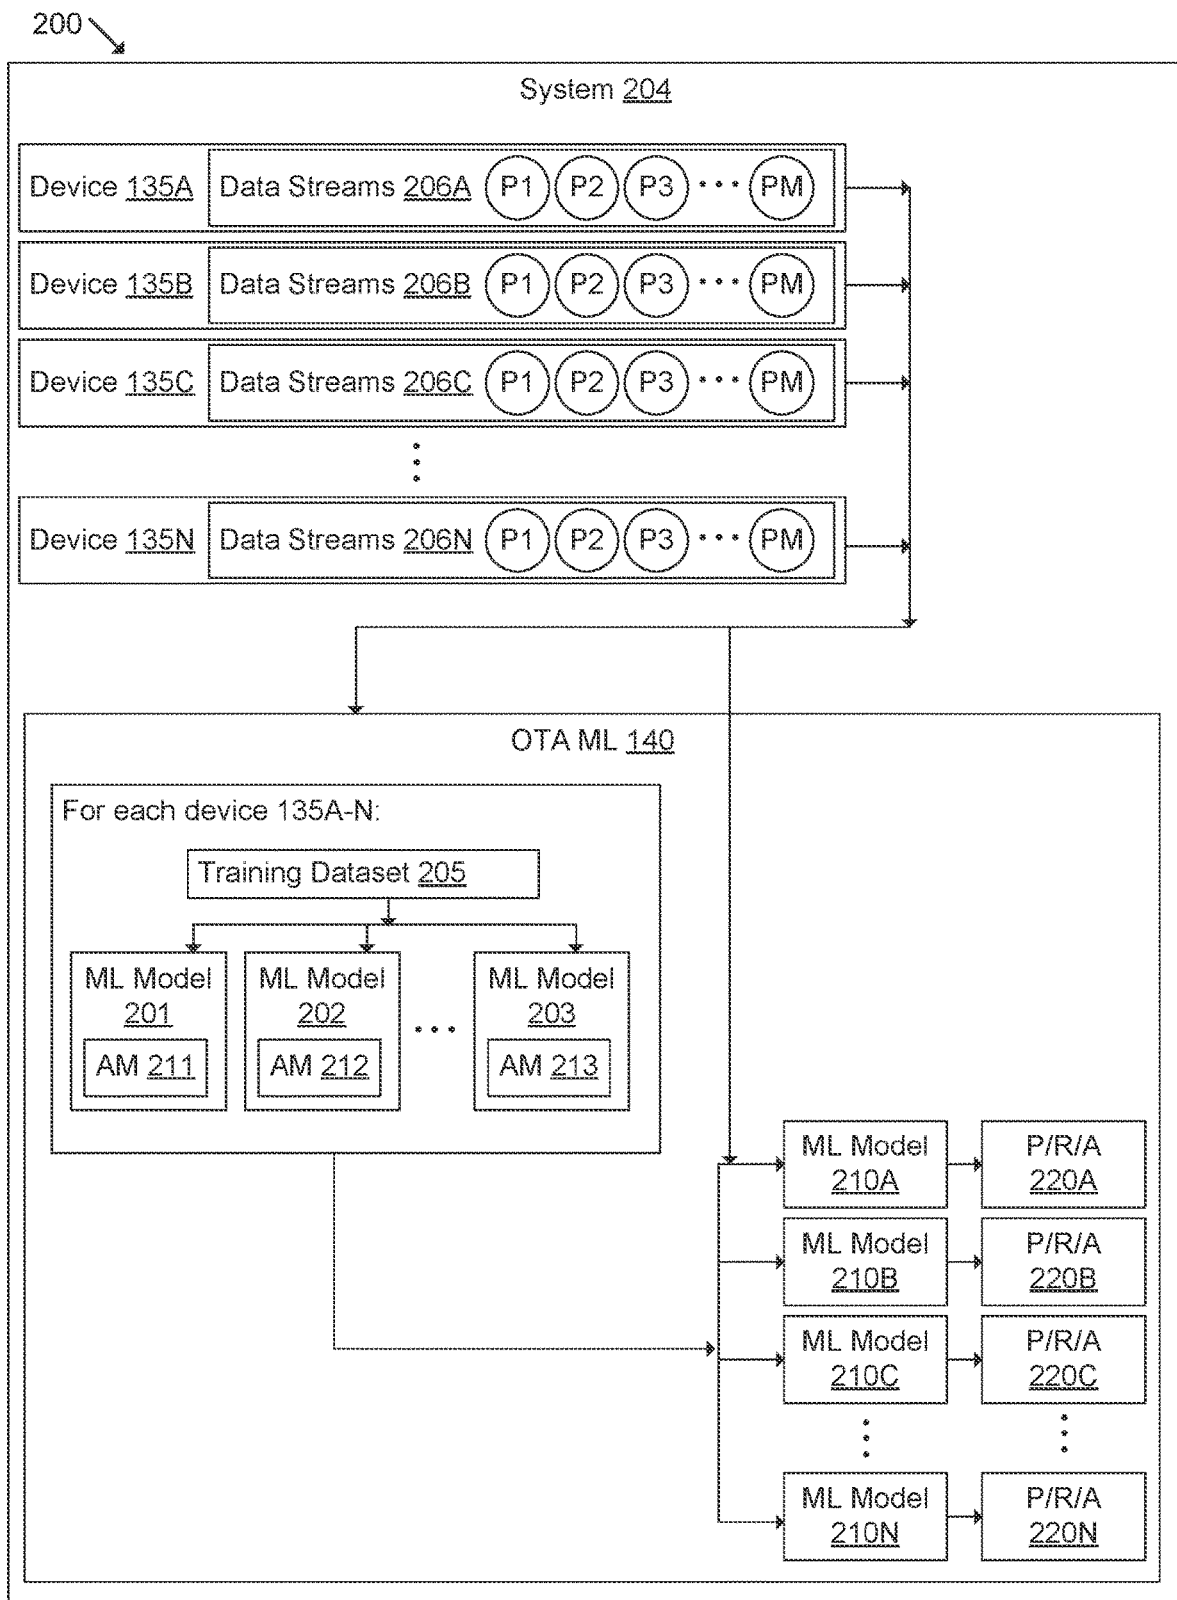 200
System 204
Device 135A Data Streams 206A P1 P2 P3 ••• PM
Device 135B Data Streams 206B P1 P2 P3 ••• PM
Device 135C Data Streams 206C P1 P2 P3 ••• PM
Device 135N Data Streams 206N P1 P2 P3 ••• PM
OTA ML 140
For each device 135A-N:
Training Dataset 205
ML Model
201
AM 211
ML Model
202
AM 212
•••
ML Model
203
AM 213
ML Model
210A
P/R/A
220A
ML Model
210B
P/R/A
220B
ML Model
210C
P/R/A
220C
ML Model
210N
P/R/A
220N